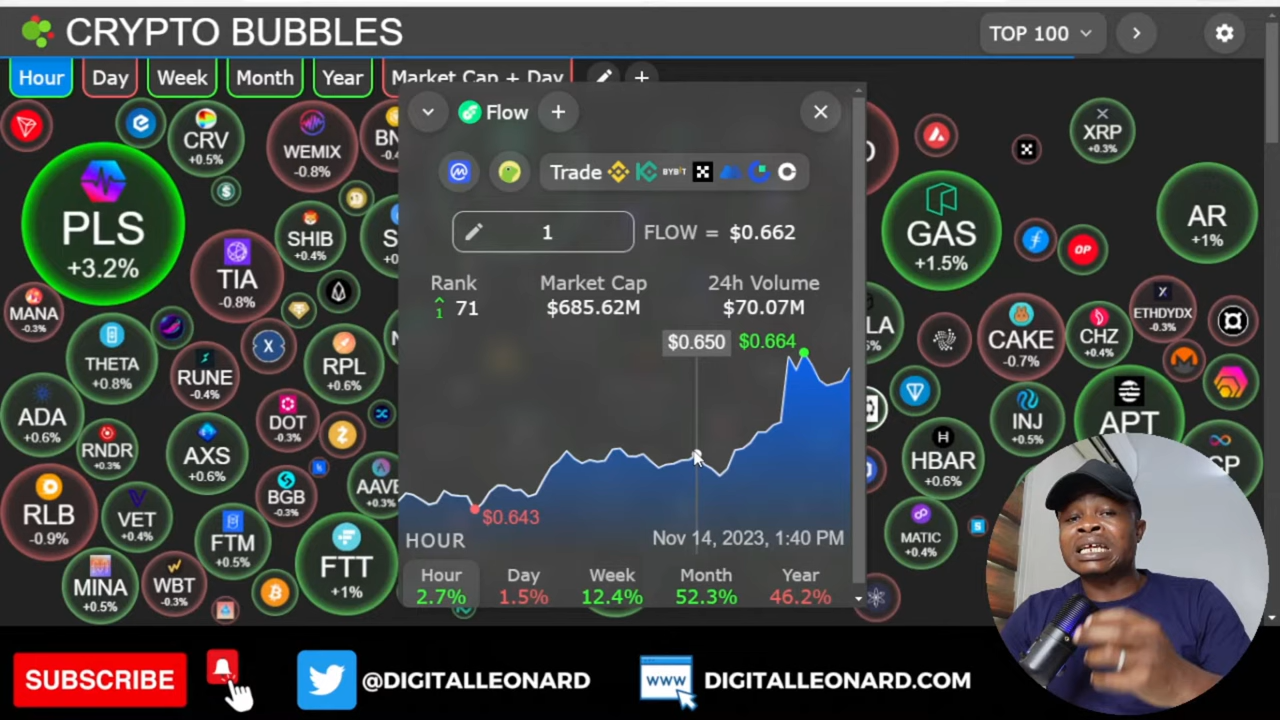 CRYPTO BUBBLES
TOP 100
Hour
Day
Week
Month
Year
Market Cap + Day
Flow
Trade
BYBIT
1
FLOW = $0.662
Rank
Market Cap
24h Volume
1
71
$685.62M
$70.07M
$0.650
$0.664
$0.643
HOUR
Nov 14, 2023, 1:40 PM
Hour
Day
Week
Month
Year
2.7%
1.5%
12.4%
52.3%
46.2%
CRV
+0.5%
WEMIX
-0.8%
PLS
+3.2%
SHIB
+0.4%
TIA
-0.8%
MANA
-0.3%
THETA
+0.8%
RUNE
-0.4%
X
RPL
+0.6%
ADA
+0.6%
DOT
-0.3%
RNDR
+0.3%
AXS
+0.6%
AAVE
+0.3%
BGB
-0.3%
RLB
-0.9%
VET
+0.4%
FTM
+0.5%
FTT
+1%
MINA
+0.5%
WBT
-0.3%
XRP
+0.3%
GAS
+1.5%
AR
+1%
OP
CAKE
-0.7%
CHZ
+0.4%
ETHDYDX
-0.3%
INJ
+0.5%
APT
HBAR
+0.6%
MATIC
+0.4%
SUBSCRIBE
@DIGITALLEONARD
WWW
DIGITALLEONARD.COM